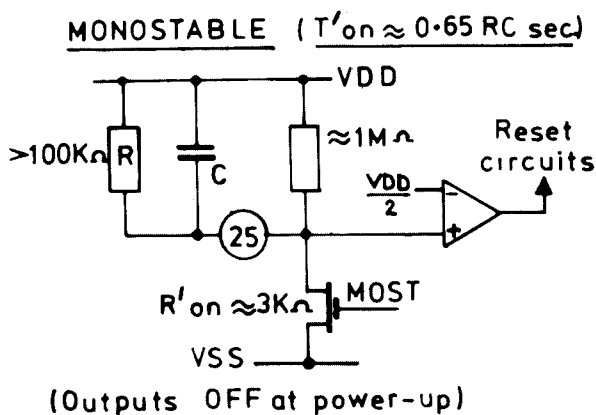 MONOSTABLE (T'on ≈ 0·65 RC sec)
VDD
>100KΩ
R
C
≈1MΩ
Reset
circuits
VDD
2
-
+
25
R'on ≈3KΩ
MOST
VSS
(Outputs OFF at power-up)